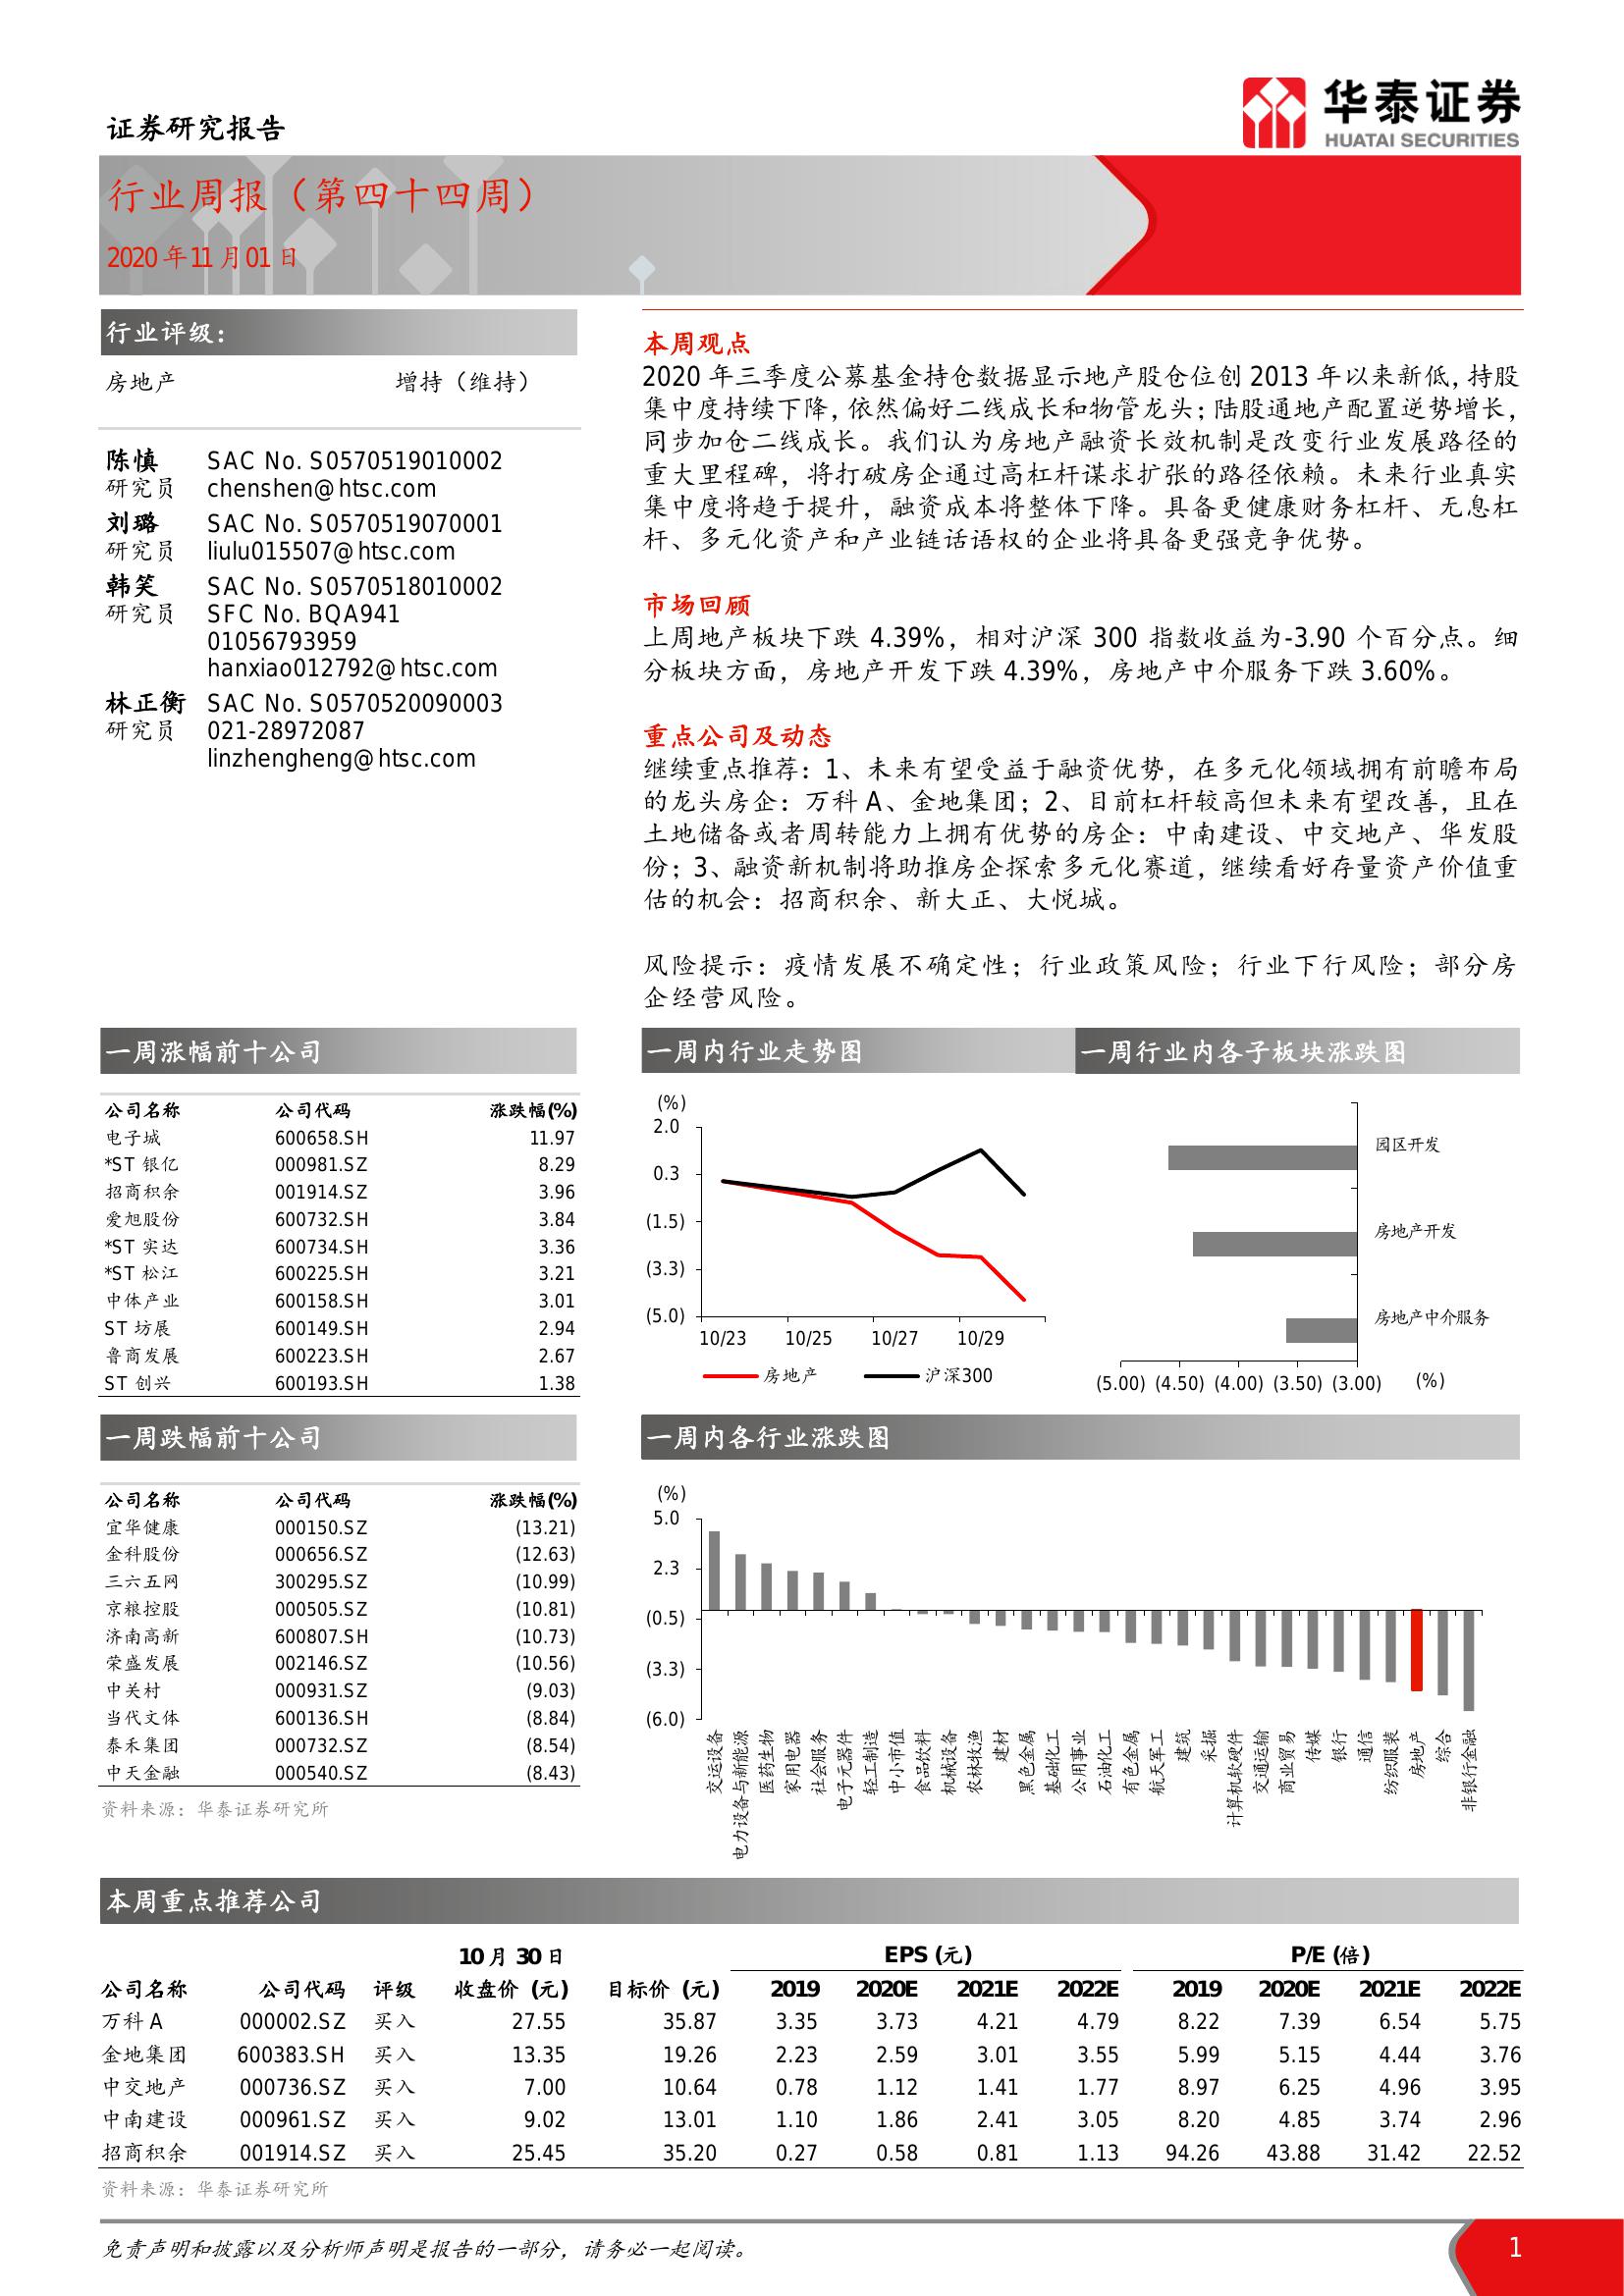 证券研究报告
华泰证券
HUATAI SECURITIES
行业周报（第四十四周）
2020年11月01日
行业评级：
房地产 增持（维持）
陈慎 SAC No. S0570519010002
研究员 chenshen@htsc.com
刘璐 SAC No. S0570519070001
研究员 liulu015507@htsc.com
韩笑 SAC No. S0570518010002
研究员 SFC No. BQA941
01056793959
hanxiao012792@htsc.com
林正衡 SAC No. S0570520090003
研究员 021-28972087
linzhengheng@htsc.com
本周观点
2020 年三季度公募基金持仓数据显示地产股仓位创 2013 年以来新低，持股
集中度持续下降，依然偏好二线成长和物管龙头；陆股通地产配置逆势增长，
同步加仓二线成长。我们认为房地产融资长效机制是改变行业发展路径的
重大里程碑，将打破房企通过高杠杆谋求扩张的路径依赖。未来行业真实
集中度将趋于提升，融资成本将整体下降。具备更健康财务杠杆、无息杠
杆、多元化资产和产业链话语权的企业将具备更强竞争优势。
市场回顾
上周地产板块下跌 4.39%，相对沪深 300 指数收益为-3.90 个百分点。细
分板块方面，房地产开发下跌 4.39%，房地产中介服务下跌 3.60%。
重点公司及动态
继续重点推荐：1、未来有望受益于融资优势，在多元化领域拥有前瞻布局
的龙头房企：万科 A、金地集团；2、目前杠杆较高但未来有望改善，且在
土地储备或者周转能力上拥有优势的房企：中南建设、中交地产、华发股
份；3、融资新机制将助推房企探索多元化赛道，继续看好存量资产价值重
估的机会：招商积余、新大正、大悦城。
风险提示：疫情发展不确定性；行业政策风险；行业下行风险；部分房
企经营风险。
一周涨幅前十公司
公司名称 公司代码 涨跌幅(%)
电子城 600658.SH 11.97
*ST 银亿 000981.SZ 8.29
招商积余 001914.SZ 3.96
爱旭股份 600732.SH 3.84
*ST 实达 600734.SH 3.36
*ST 松江 600225.SH 3.21
中体产业 600158.SH 3.01
ST 坊展 600149.SH 2.94
鲁商发展 600223.SH 2.67
ST 创兴 600193.SH 1.38
一周内行业走势图
(%)
2.0
0.3
(1.5)
(3.3)
(5.0)
10/23 10/25 10/27 10/29
房地产 沪深300
一周行业内各子板块涨跌图
园区开发
房地产开发
房地产中介服务
(5.00) (4.50) (4.00) (3.50) (3.00) (%)
一周跌幅前十公司
公司名称 公司代码 涨跌幅(%)
宜华健康 000150.SZ (13.21)
金科股份 000656.SZ (12.63)
三六五网 300295.SZ (10.99)
京粮控股 000505.SZ (10.81)
济南高新 600807.SH (10.73)
荣盛发展 002146.SZ (10.56)
中关村 000931.SZ (9.03)
当代文体 600136.SH (8.84)
泰禾集团 000732.SZ (8.54)
中天金融 000540.SZ (8.43)
资料来源：华泰证券研究所
一周内各行业涨跌图
(%)
5.0
2.3
(0.5)
(3.3)
(6.0)
交运设备
电力设备与新能源
医药生物
家用电器
社会服务
电子元器件
轻工制造
中小市值
食品饮料
机械设备
农林牧渔
建材
黑色金属
基础化工
公用事业
石油化工
有色金属
航天军工
建筑
采掘
计算机软硬件
交通运输
商业贸易
传媒
银行
通信
纺织服装
房地产
综合
非银行金融
本周重点推荐公司
10 月 30 日 EPS (元) P/E (倍)
公司名称 公司代码 评级 收盘价 (元) 目标价 (元) 2019 2020E 2021E 2022E 2019 2020E 2021E 2022E
万科 A 000002.SZ 买入 27.55 35.87 3.35 3.73 4.21 4.79 8.22 7.39 6.54 5.75
金地集团 600383.SH 买入 13.35 19.26 2.23 2.59 3.01 3.55 5.99 5.15 4.44 3.76
中交地产 000736.SZ 买入 7.00 10.64 0.78 1.12 1.41 1.77 8.97 6.25 4.96 3.95
中南建设 000961.SZ 买入 9.02 13.01 1.10 1.86 2.41 3.05 8.20 4.85 3.74 2.96
招商积余 001914.SZ 买入 25.45 35.20 0.27 0.58 0.81 1.13 94.26 43.88 31.42 22.52
资料来源：华泰证券研究所
免责声明和披露以及分析师声明是报告的一部分，请务必一起阅读。 1